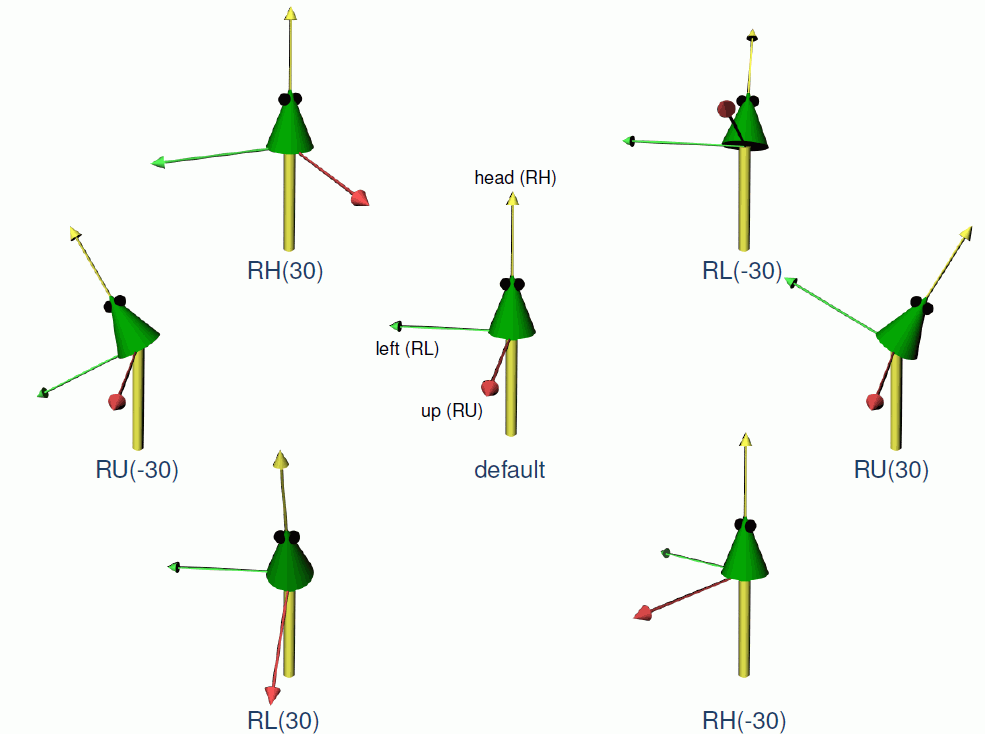 head (RH)
RH(30)
RL(-30)
left (RL)
up (RU)
RU(-30)
default
RU(30)
RL(30)
RH(-30)